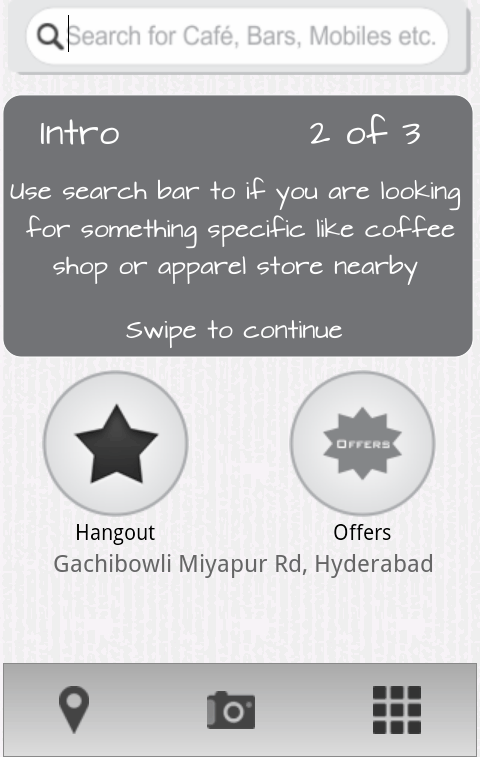 Search for Café, Bars, Mobiles etc.
Intro 2 of 3
Use search bar to if you are looking
for something specific like coffee
shop or apparel store nearby
Swipe to continue
OFFERS
Hangout Offers
Gachibowli Miyapur Rd, Hyderabad